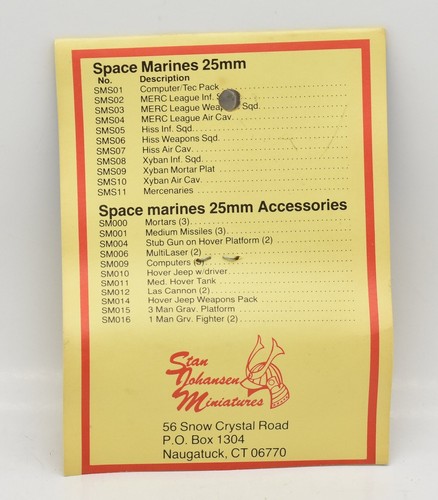 Space Marines 25mm
No. Description
SMS01 Computer/Tec Pack
SMS02 MERC League Inf.
SMS03 MERC League Sqd.
SMS04 MERC League Air Cav.
SMS05 Hiss Inf. Sqd.
SMS06 Hiss Weapons Sqd.
SMS07 Hiss Air Cav.
SMS08 Xyban Inf. Sqd.
SMS09 Xyban Mortar Plat
SMS10 Xyban Air Cav.
SMS11 Mercenaries
Space marines 25mm Accessories
SM000 Mortars (3)
SM001 Medium Missiles (3)
SM004 Stub Gun on Hover Platform (2)
SM006 MultiLaser (2)
SM009 Computers
SM010 Hover Jeep w/driver
SM011 Med. Hover Tank
SM012 Las Cannon (2)
SM014 Hover Jeep Weapons Pack
SM015 3 Man Grav. Platform
SM016 1 Man Grv. Fighter (2)
Stan
Johansen
Miniatures
56 Snow Crystal Road
P.O. Box 1304
Naugatuck, CT 06770